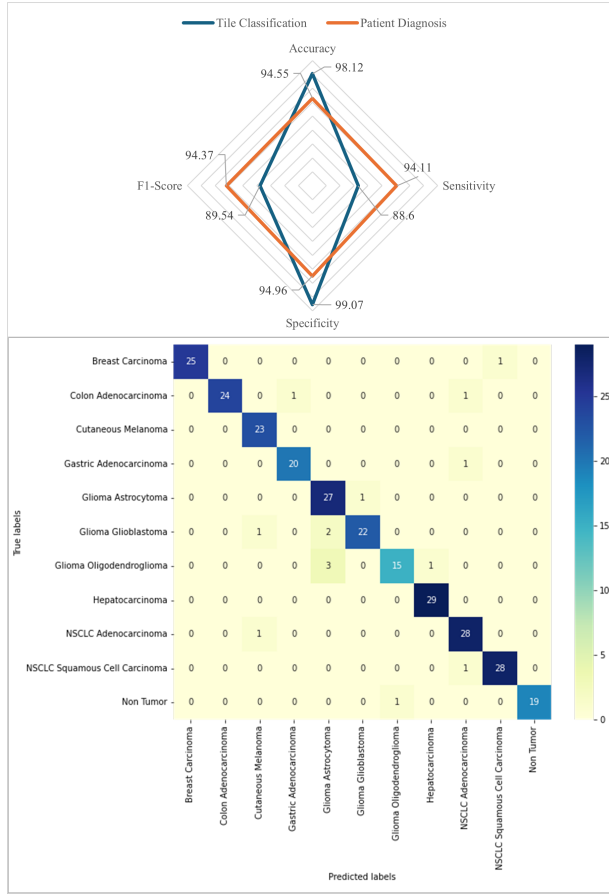 Tile Classification Patient Diagnosis
Accuracy
94.55 98.12
94.37 94.11
F1-Score Sensitivity
89.54 88.6
94.96 99.07
Specificity
True labels
Breast Carcinoma 25 0 0 0 0 0 0 0 0 1 0
Colon Adenocarcinoma 0 24 0 1 0 0 0 0 1 0 0
Cutaneous Melanoma 0 0 23 0 0 0 0 0 0 0 0
Gastric Adenocarcinoma 0 0 0 20 0 0 0 0 1 0 0
Glioma Astrocytoma 0 0 0 0 27 1 0 0 0 0 0
Glioma Glioblastoma 0 0 1 0 2 22 0 0 0 0 0
Glioma Oligodendroglioma 0 0 0 0 3 0 15 1 0 0 0
Hepatocarcinoma 0 0 0 0 0 0 0 29 0 0 0
NSCLC Adenocarcinoma 0 0 1 0 0 0 0 0 28 0 0
NSCLC Squamous Cell Carcinoma 0 0 0 0 0 0 0 0 1 28 0
Non Tumor 0 0 0 0 0 0 1 0 0 0 19
Breast Carcinoma
Colon Adenocarcinoma
Cutaneous Melanoma
Gastric Adenocarcinoma
Glioma Astrocytoma
Glioma Glioblastoma
Glioma Oligodendroglioma
Hepatocarcinoma
NSCLC Adenocarcinoma
NSCLC Squamous Cell Carcinoma
Non Tumor
Predicted labels
25
20
15
10
5
0